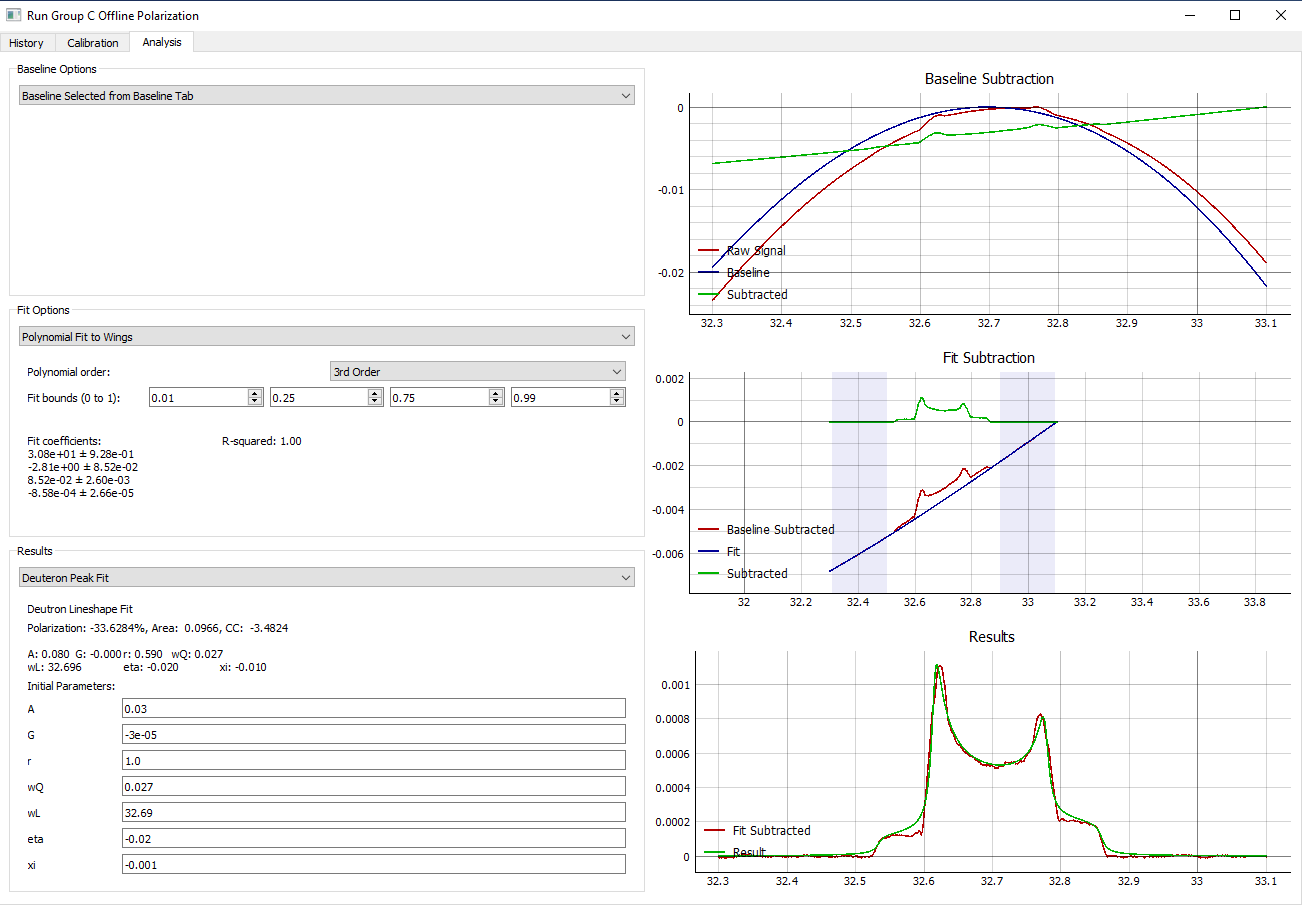 Run Group C Offline Polarization
History Calibration Analysis
Baseline Options
Baseline Selected from Baseline Tab
Fit Options
Polynomial Fit to Wings
Polynomial order: 3rd Order
Fit bounds (0 to 1): 0.01 0.25 0.75 0.99
Fit coefficients: R-squared: 1.00
3.08e+01 ± 9.28e-01
-2.81e+00 ± 8.52e-02
8.52e-02 ± 2.60e-03
-8.58e-04 ± 2.66e-05
Results
Deuteron Peak Fit
Deutron Lineshape Fit
Polarization: -33.6284%, Area: 0.0966, CC: -3.4824
A: 0.080 G: -0.000 r: 0.590 wQ: 0.027
wL: 32.696 eta: -0.020 xi: -0.010
Initial Parameters:
A 0.03
G -3e-05
r 1.0
wQ 0.027
wL 32.69
eta -0.02
xi -0.001
Baseline Subtraction
0
-0.01
-0.02
Raw Signal
Baseline
Subtracted
32.3 32.4 32.5 32.6 32.7 32.8 32.9 33 33.1
Fit Subtraction
0.002
0
-0.002
-0.004
-0.006
Baseline Subtracted
Fit
Subtracted
32 32.2 32.4 32.6 32.8 33 33.2 33.4 33.6 33.8
Results
0.001
0.0008
0.0006
0.0004
0.0002
0
Fit Subtracted
Result
32.3 32.4 32.5 32.6 32.7 32.8 32.9 33 33.1